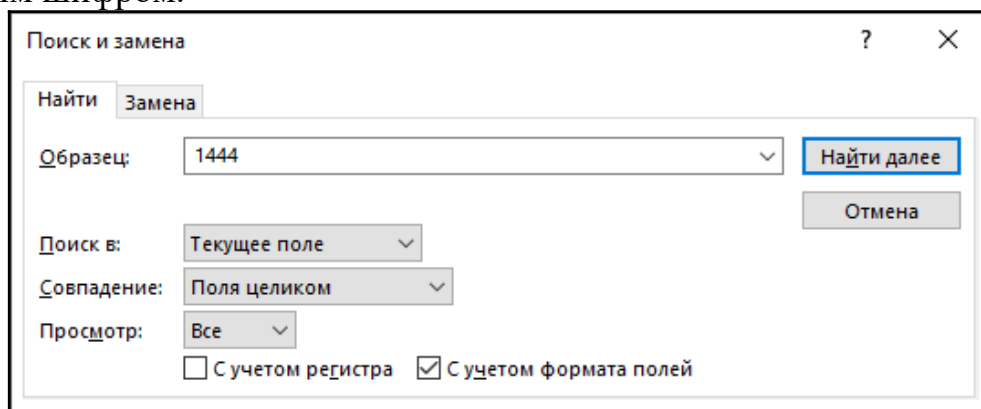 шифром.
Поиск и замена ? ×
Найти Замена
Образец: 1444 Найти далее
Отмена
Поиск в: Текущее поле
Совпадение: Поля целиком
Просмотр: Все
С учетом регистра С учетом формата полей